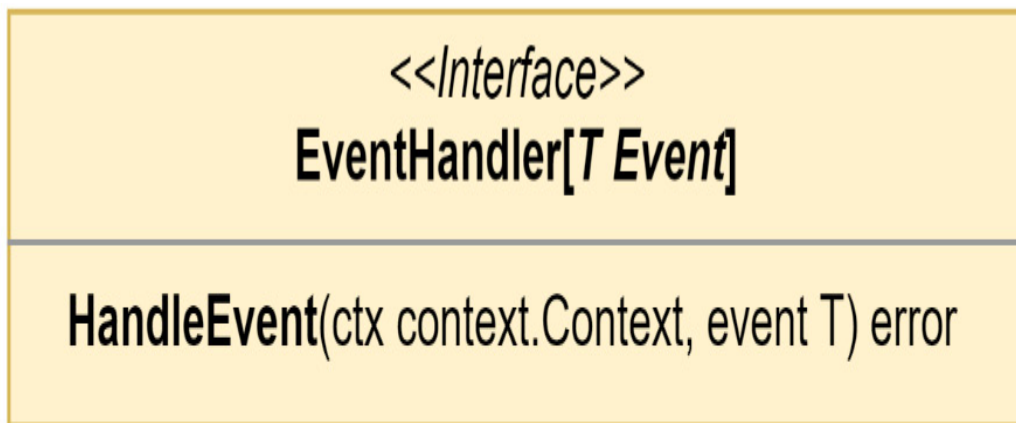 <<Interface>>
EventHandler[T Event]
HandleEvent(ctx context.Context, event T) error